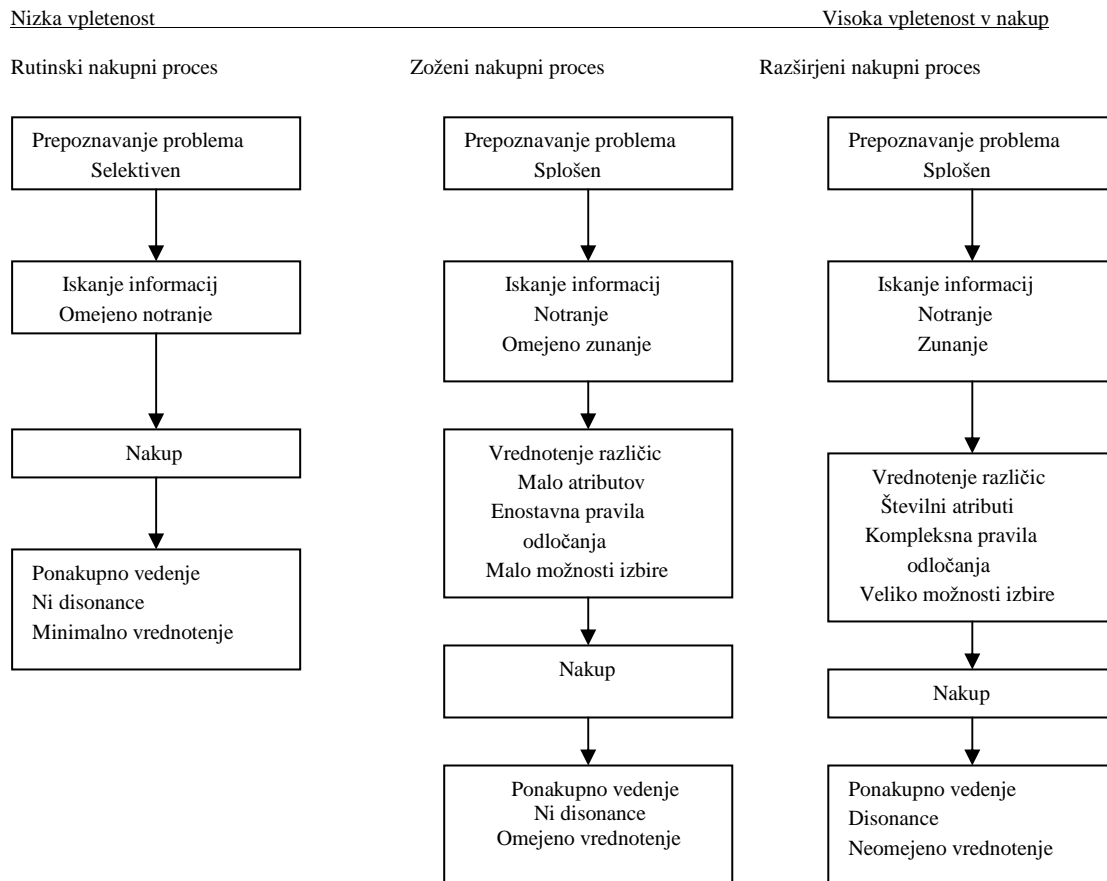 Nizka vpletenost Visoka vpletenost v nakup
Rutinski nakupni proces Zoženi nakupni proces Razširjeni nakupni proces
Prepoznavanje problema
Selektiven
Iskanje informacij
Omejeno notranje
Nakup
Ponakupno vedenje
Ni disonance
Minimalno vrednotenje
Prepoznavanje problema
Splošen
Iskanje informacij
Notranje
Omejeno zunanje
Vrednotenje različic
Malo atributov
Enostavna pravila
odločanja
Malo možnosti izbire
Nakup
Ponakupno vedenje
Ni disonance
Omejeno vrednotenje
Prepoznavanje problema
Splošen
Iskanje informacij
Notranje
Zunanje
Vrednotenje različic
Številni atributi
Kompleksna pravila
odločanja
Veliko možnosti izbire
Nakup
Ponakupno vedenje
Disonance
Neomejeno vrednotenje